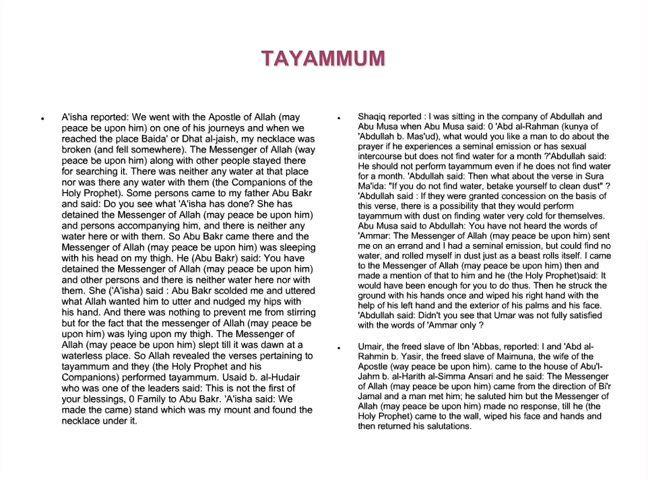 TAYAMMUM
• A'isha reported: We went with the Apostle of Allah (may
peace be upon him) on one of his journeys and when we
reached the place Baida' or Dhat al-jaish, my necklace was
broken (and fell somewhere). The Messenger of Allah (way
peace be upon him) along with other people stayed there
for searching it. There was neither any water at that place
nor was there any water with them (the Companions of the
Holy Prophet). Some persons came to my father Abu Bakr
and said: Do you see what 'A'isha has done? She has
detained the Messenger of Allah (may peace be upon him)
and persons accompanying him, and there is neither any
water here or with them. So Abu Bakr came there and the
Messenger of Allah (may peace be upon him) was sleeping
with his head on my thigh. He (Abu Bakr) said: You have
detained the Messenger of Allah (may peace be upon him)
and other persons and there is neither water here nor with
them. She ('A'isha) said : Abu Bakr scolded me and uttered
what Allah wanted him to utter and nudged my hips with
his hand. And there was nothing to prevent me from stirring
but for the fact that the messenger of Allah (may peace be
upon him) was lying upon my thigh. The Messenger of
Allah (may peace be upon him) slept till it was dawn at a
waterless place. So Allah revealed the verses pertaining to
tayammum and they (the Holy Prophet and his
Companions) performed tayammum. Usaid b. al-Hudair
who was one of the leaders said: This is not the first of
your blessings, 0 Family to Abu Bakr. 'A'isha said: We
made the came) stand which was my mount and found the
necklace under it.
• Shaqiq reported : I was sitting in the company of Abdullah and
Abu Musa when Abu Musa said: 0 'Abd al-Rahman (kunya of
'Abdullah b. Mas'ud), what would you like a man to do about the
prayer if he experiences a seminal emission or has sexual
intercourse but does not find water for a month ?'Abdullah said:
He should not perform tayammum even if he does not find water
for a month. 'Abdullah said: Then what about the verse in Sura
Ma'ida: "If you do not find water, betake yourself to clean dust" ?
'Abdullah said : If they were granted concession on the basis of
this verse, there is a possibility that they would perform
tayammum with dust on finding water very cold for themselves.
Abu Musa said to Abdullah: You have not heard the words of
'Ammar: The Messenger of Allah (may peace be upon him) sent
me on an errand and I had a seminal emission, but could find no
water, and rolled myself in dust just as a beast rolls itself. I came
to the Messenger of Allah (may peace be upon him) then and
made a mention of that to him and he (the Holy Prophet)said: It
would have been enough for you to do thus. Then he struck the
ground with his hands once and wiped his right hand with the
help of his left hand and the exterior of his palms and his face.
'Abdullah said: Didn't you see that Umar was not fully satisfied
with the words of 'Ammar only ?
• Umair, the freed slave of Ibn 'Abbas, reported: I and 'Abd al-
Rahmin b. Yasir, the freed slave of Maimuna, the wife of the
Apostle (way peace be upon him). came to the house of Abu'l-
Jahm b. al-Harith al-Simma Ansari and he said: The Messenger
of Allah (may peace be upon him) came from the direction of Bi'r
Jamal and a man met him; he saluted him but the Messenger of
Allah (may peace be upon him) made no response, till he (the
Holy Prophet) came to the wall, wiped his face and hands and
then returned his salutations.